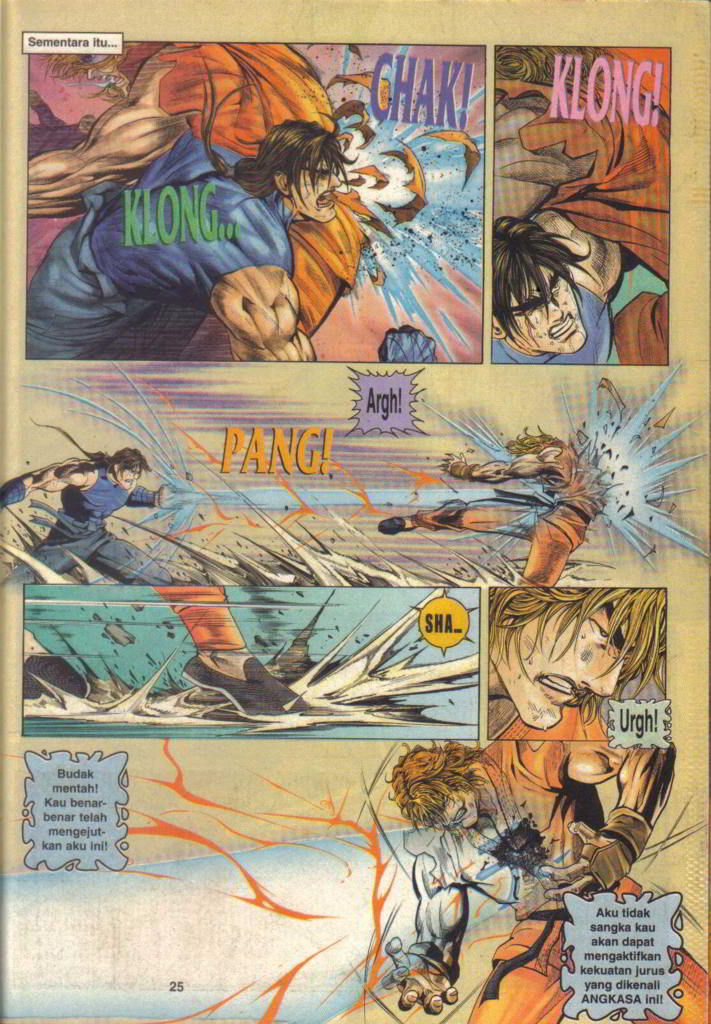 Sementara itu...
CHAK!
KLONG...
KLONG!
Argh!
PANG!
SHA...
Urgh!
Budak
mentah!
Kau benar-
benar telah
mengejut-
kan aku ini!
Aku tidak
sangka kau
akan dapat
mengaktifkan
kekuatan jurus
yang dikenali
ANGKASA ini!
25